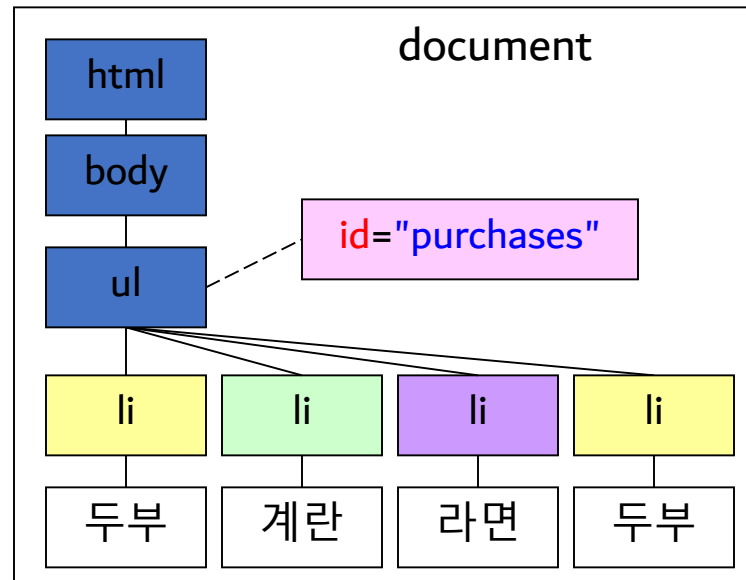 document
html
body
id="purchases"
ul
li li li li
두부 계란 라면 두부